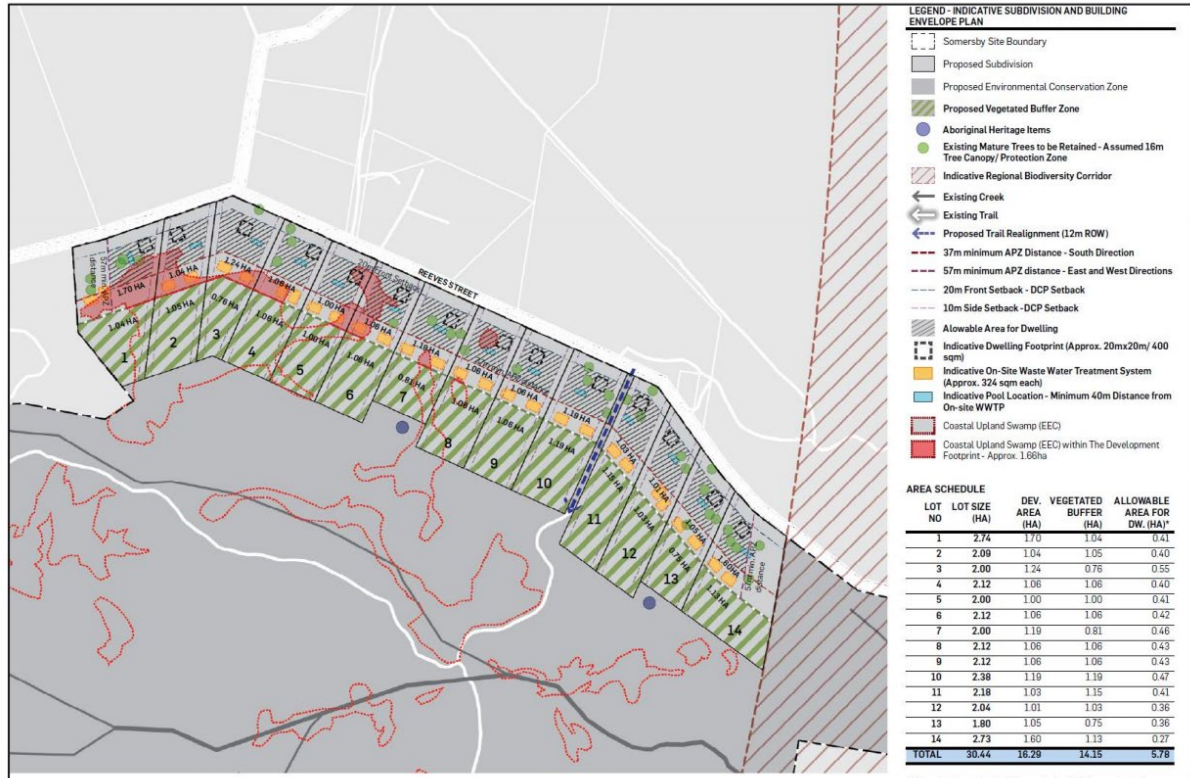 LEGEND - INDICATIVE SUBDIVISION AND BUILDING
ENVELOPE PLAN
Somersby Site Boundary
Proposed Subdivision
Proposed Environmental Conservation Zone
Proposed Vegetated Buffer Zone
Aboriginal Heritage Items
Existing Mature Trees to be Retained - Assumed 16m
Tree Canopy/ Protection Zone
Indicative Regional Biodiversity Corridor
Existing Creek
Existing Trail
Proposed Trail Realignment (12m ROW)
37m minimum APZ Distance - South Direction
57m minimum APZ distance - East and West Directions
20m Front Setback - DCP Setback
10m Side Setback - DCP Setback
Alowable Area for Dwelling
Indicative Dwelling Footprint (Approx. 20mx20m/ 400
sqm)
Indicative On-Site Waste Water Treatment System
(Approx. 324 sqm each)
Indicative Pool Location - Minimum 40m Distance from
On-site WWTP
Coastal Upland Swamp (EEC)
Coastal Upland Swamp (EEC) within The Development
Footprint - Approx. 1.66ha
AREA SCHEDULE
LOT NO LOT SIZE (HA) DEV. AREA (HA) VEGETATED BUFFER (HA) ALLOWABLE AREA FOR DW. (HA)*
1 2.74 1.70 1.04 0.41
2 2.09 1.04 1.05 0.40
3 2.00 1.24 0.76 0.55
4 2.12 1.06 1.06 0.40
5 2.00 1.00 1.00 0.41
6 2.12 1.06 1.06 0.42
7 2.00 1.19 0.81 0.46
8 2.12 1.06 1.06 0.43
9 2.12 1.06 1.06 0.43
10 2.38 1.19 1.19 0.47
11 2.18 1.03 1.15 0.41
12 2.04 1.01 1.03 0.36
13 1.80 1.05 0.75 0.36
14 2.73 1.60 1.13 0.27
TOTAL 30.44 16.29 14.15 5.78
REEVES STREET
1.70 HA
1.04 HA
1.04 HA
1.05 HA
1.06 HA
1.19 HA
1.15 HA
1.03 HA
1.13 HA
distance
1
2
3
5
6
7
8
9
10
11
12
13
14